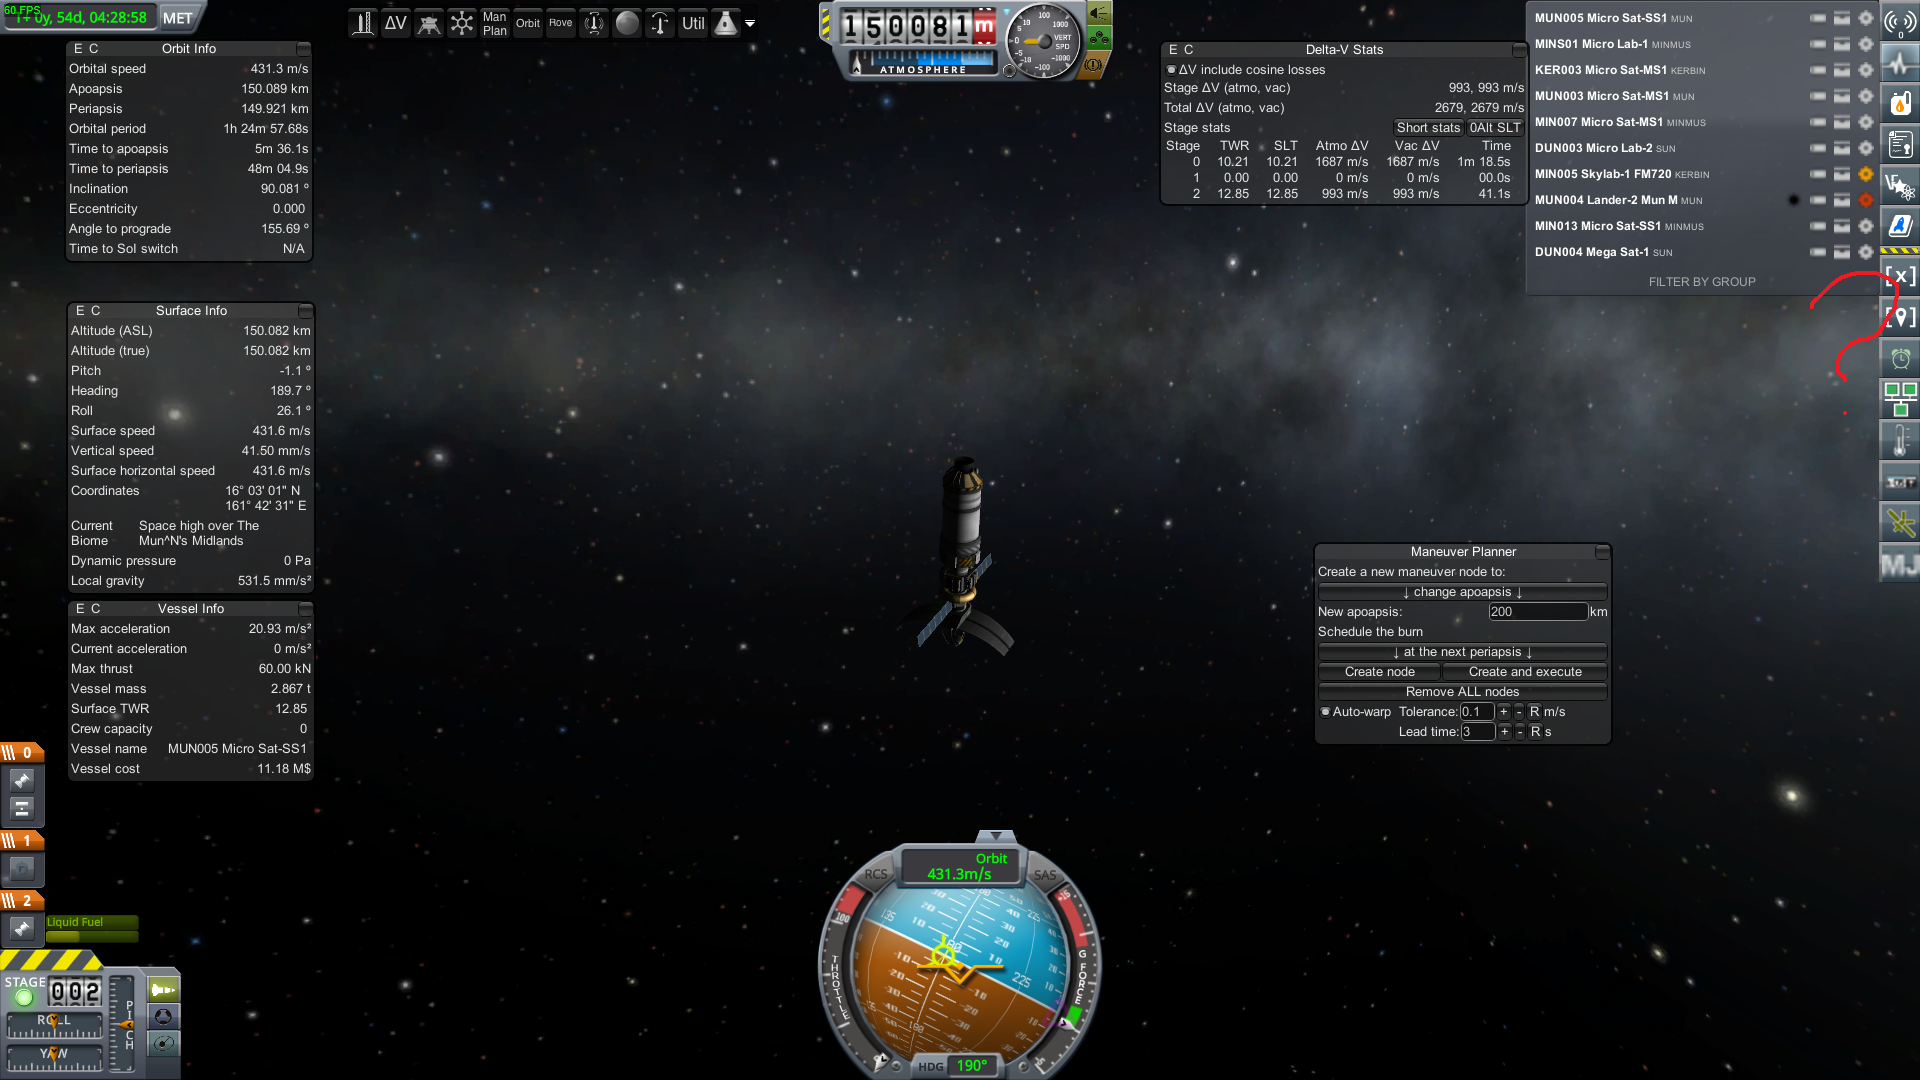 60 FPS
T+ 0y, 54d, 04:28:58 MET
ΔV
Man Plan
Orbit
Rove
Util
150081 m
ATMOSPHERE
VERT SPD
E C Orbit Info
Orbital speed 431.3 m/s
Apoapsis 150.089 km
Periapsis 149.921 km
Orbital period 1h 24m 57.68s
Time to apoapsis 5m 36.1s
Time to periapsis 48m 04.9s
Inclination 90.081 º
Eccentricity 0.000
Angle to prograde 155.69 º
Time to SoI switch N/A
E C Surface Info
Altitude (ASL) 150.082 km
Altitude (true) 150.082 km
Pitch -1.1 º
Heading 189.7 º
Roll 26.1 º
Surface speed 431.6 m/s
Vertical speed 41.50 mm/s
Surface horizontal speed 431.6 m/s
Coordinates 16° 03' 01" N
161° 42' 31" E
Current Biome Space high over The Mun^N's Midlands
Dynamic pressure 0 Pa
Local gravity 531.5 mm/s²
E C Vessel Info
Max acceleration 20.93 m/s²
Current acceleration 0 m/s²
Max thrust 60.00 kN
Vessel mass 2.867 t
Surface TWR 12.85
Crew capacity 0
Vessel name MUN005 Micro Sat-SS1
Vessel cost 11.18 M$
E C Delta-V Stats
ΔV include cosine losses
Stage ΔV (atmo, vac) 993, 993 m/s
Total ΔV (atmo, vac) 2679, 2679 m/s
Stage stats Short stats 0Alt SLT
Stage TWR SLT Atmo ΔV Vac ΔV Time
0 10.21 10.21 1687 m/s 1687 m/s 1m 18.5s
1 0.00 0.00 0 m/s 0 m/s 00.0s
2 12.85 12.85 993 m/s 993 m/s 41.1s
MUN005 Micro Sat-SS1 MUN
MINS01 Micro Lab-1 MINMUS
KER003 Micro Sat-MS1 KERBIN
MUN003 Micro Sat-MS1 MUN
MIN007 Micro Sat-MS1 MINMUS
DUN003 Micro Lab-2 SUN
MIN005 Skylab-1 FM720 KERBIN
MUN004 Lander-2 Mun M MUN
MIN013 Micro Sat-SS1 MINMUS
DUN004 Mega Sat-1 SUN
FILTER BY GROUP
[x]
MJ
Maneuver Planner
Create a new maneuver node to:
↓ change apoapsis ↓
New apoapsis: 200 km
Schedule the burn
↓ at the next periapsis ↓
Create node Create and execute
Remove ALL nodes
Auto-warp Tolerance: 0.1 + - R m/s
Lead time: 3 + - R s
0
1
2
Liquid Fuel
STAGE 002
ROLL
YAW
PITCH
Orbit
431.3m/s
RCS
SAS
THROTTLE
G FORCE
HDG 190°